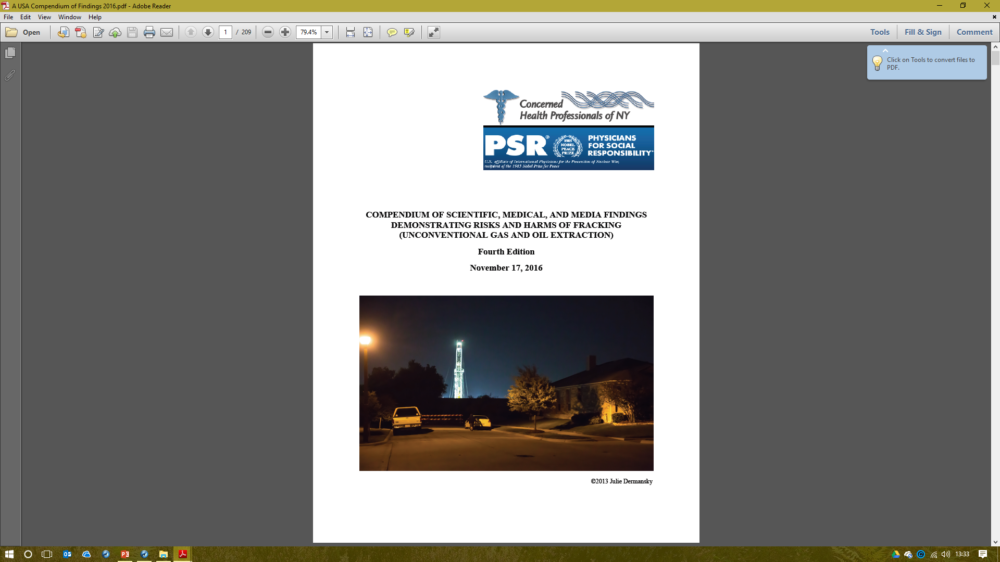 A USA Compendium of Findings 2016.pdf - Adobe Reader
File Edit View Window Help
Open
1 / 209
79.4%
Tools Fill & Sign Comment
Click on Tools to convert files to
PDF.
Concerned
Health Professionals of NY
PSR®
1985
NOBEL
PEACE
PRIZE
PHYSICIANS
FOR SOCIAL
RESPONSIBILITY
U.S. affiliate of International Physicians for the Prevention of Nuclear War,
recipient of the 1985 Nobel Prize for Peace
COMPENDIUM OF SCIENTIFIC, MEDICAL, AND MEDIA FINDINGS
DEMONSTRATING RISKS AND HARMS OF FRACKING
(UNCONVENTIONAL GAS AND OIL EXTRACTION)
Fourth Edition
November 17, 2016
©2013 Julie Dermansky
13:33